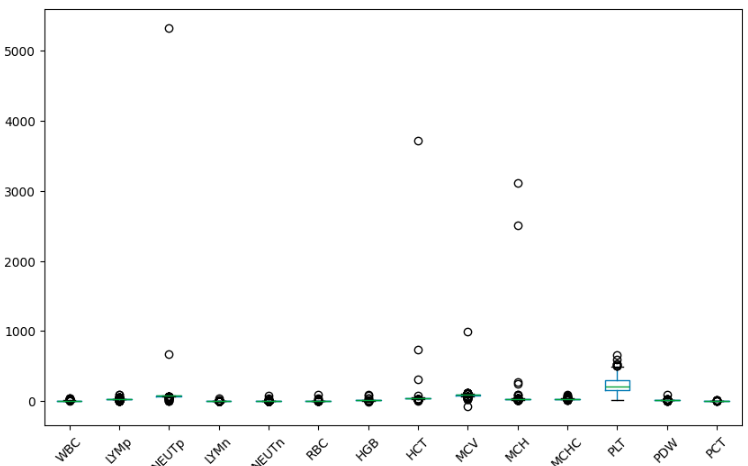 5000
4000
3000
2000
1000
0
WBC
LYMp
NEUTp
LYMn
NEUTn
RBC
HGB
HCT
MCV
MCH
MCHC
PLT
PDW
PCT